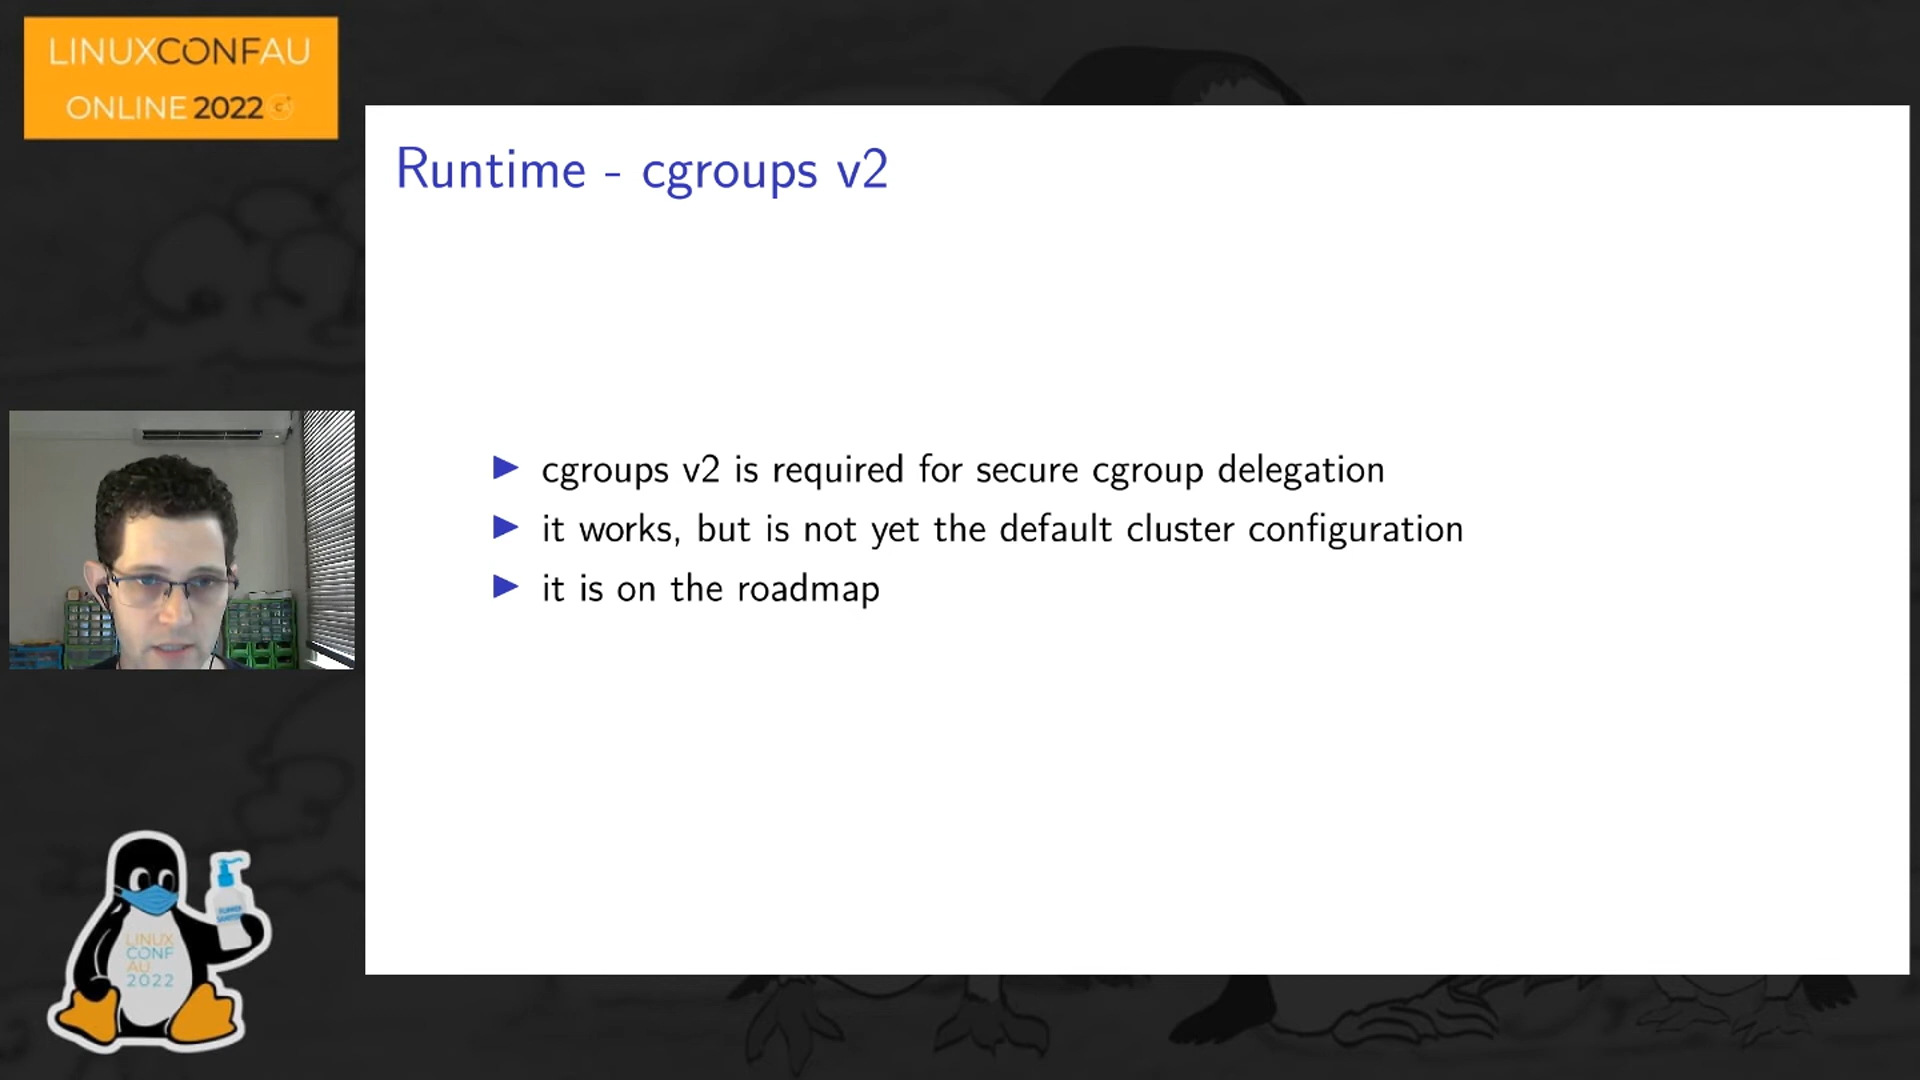 LINUXCONFAU
ONLINE 2022
Runtime - cgroups v2
▶ cgroups v2 is required for secure cgroup delegation
▶ it works, but is not yet the default cluster configuration
▶ it is on the roadmap
LINUX
CONF
AU
2022